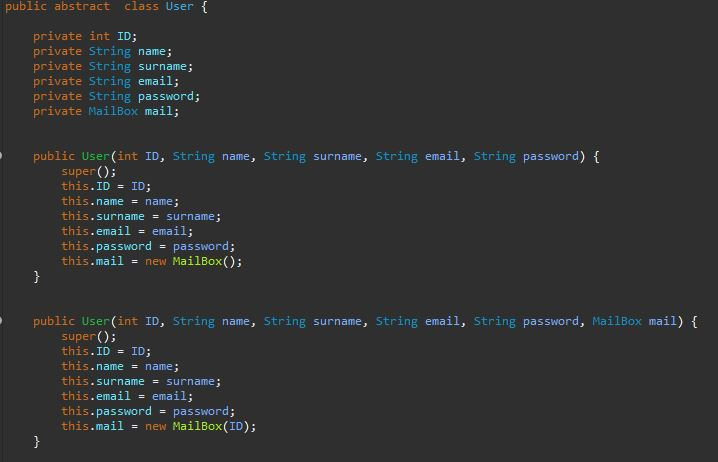 public abstract  class User {
private int ID;
private String name;
private String surname;
private String email;
private String password;
private MailBox mail;
public User(int ID, String name, String surname, String email, String password) {
super();
this.ID = ID;
this.name = name;
this.surname = surname;
this.email = email;
this.password = password;
this.mail = new MailBox();
}
public User(int ID, String name, String surname, String email, String password, MailBox mail) {
super();
this.ID = ID;
this.name = name;
this.surname = surname;
this.email = email;
this.password = password;
this.mail = new MailBox(ID);
}